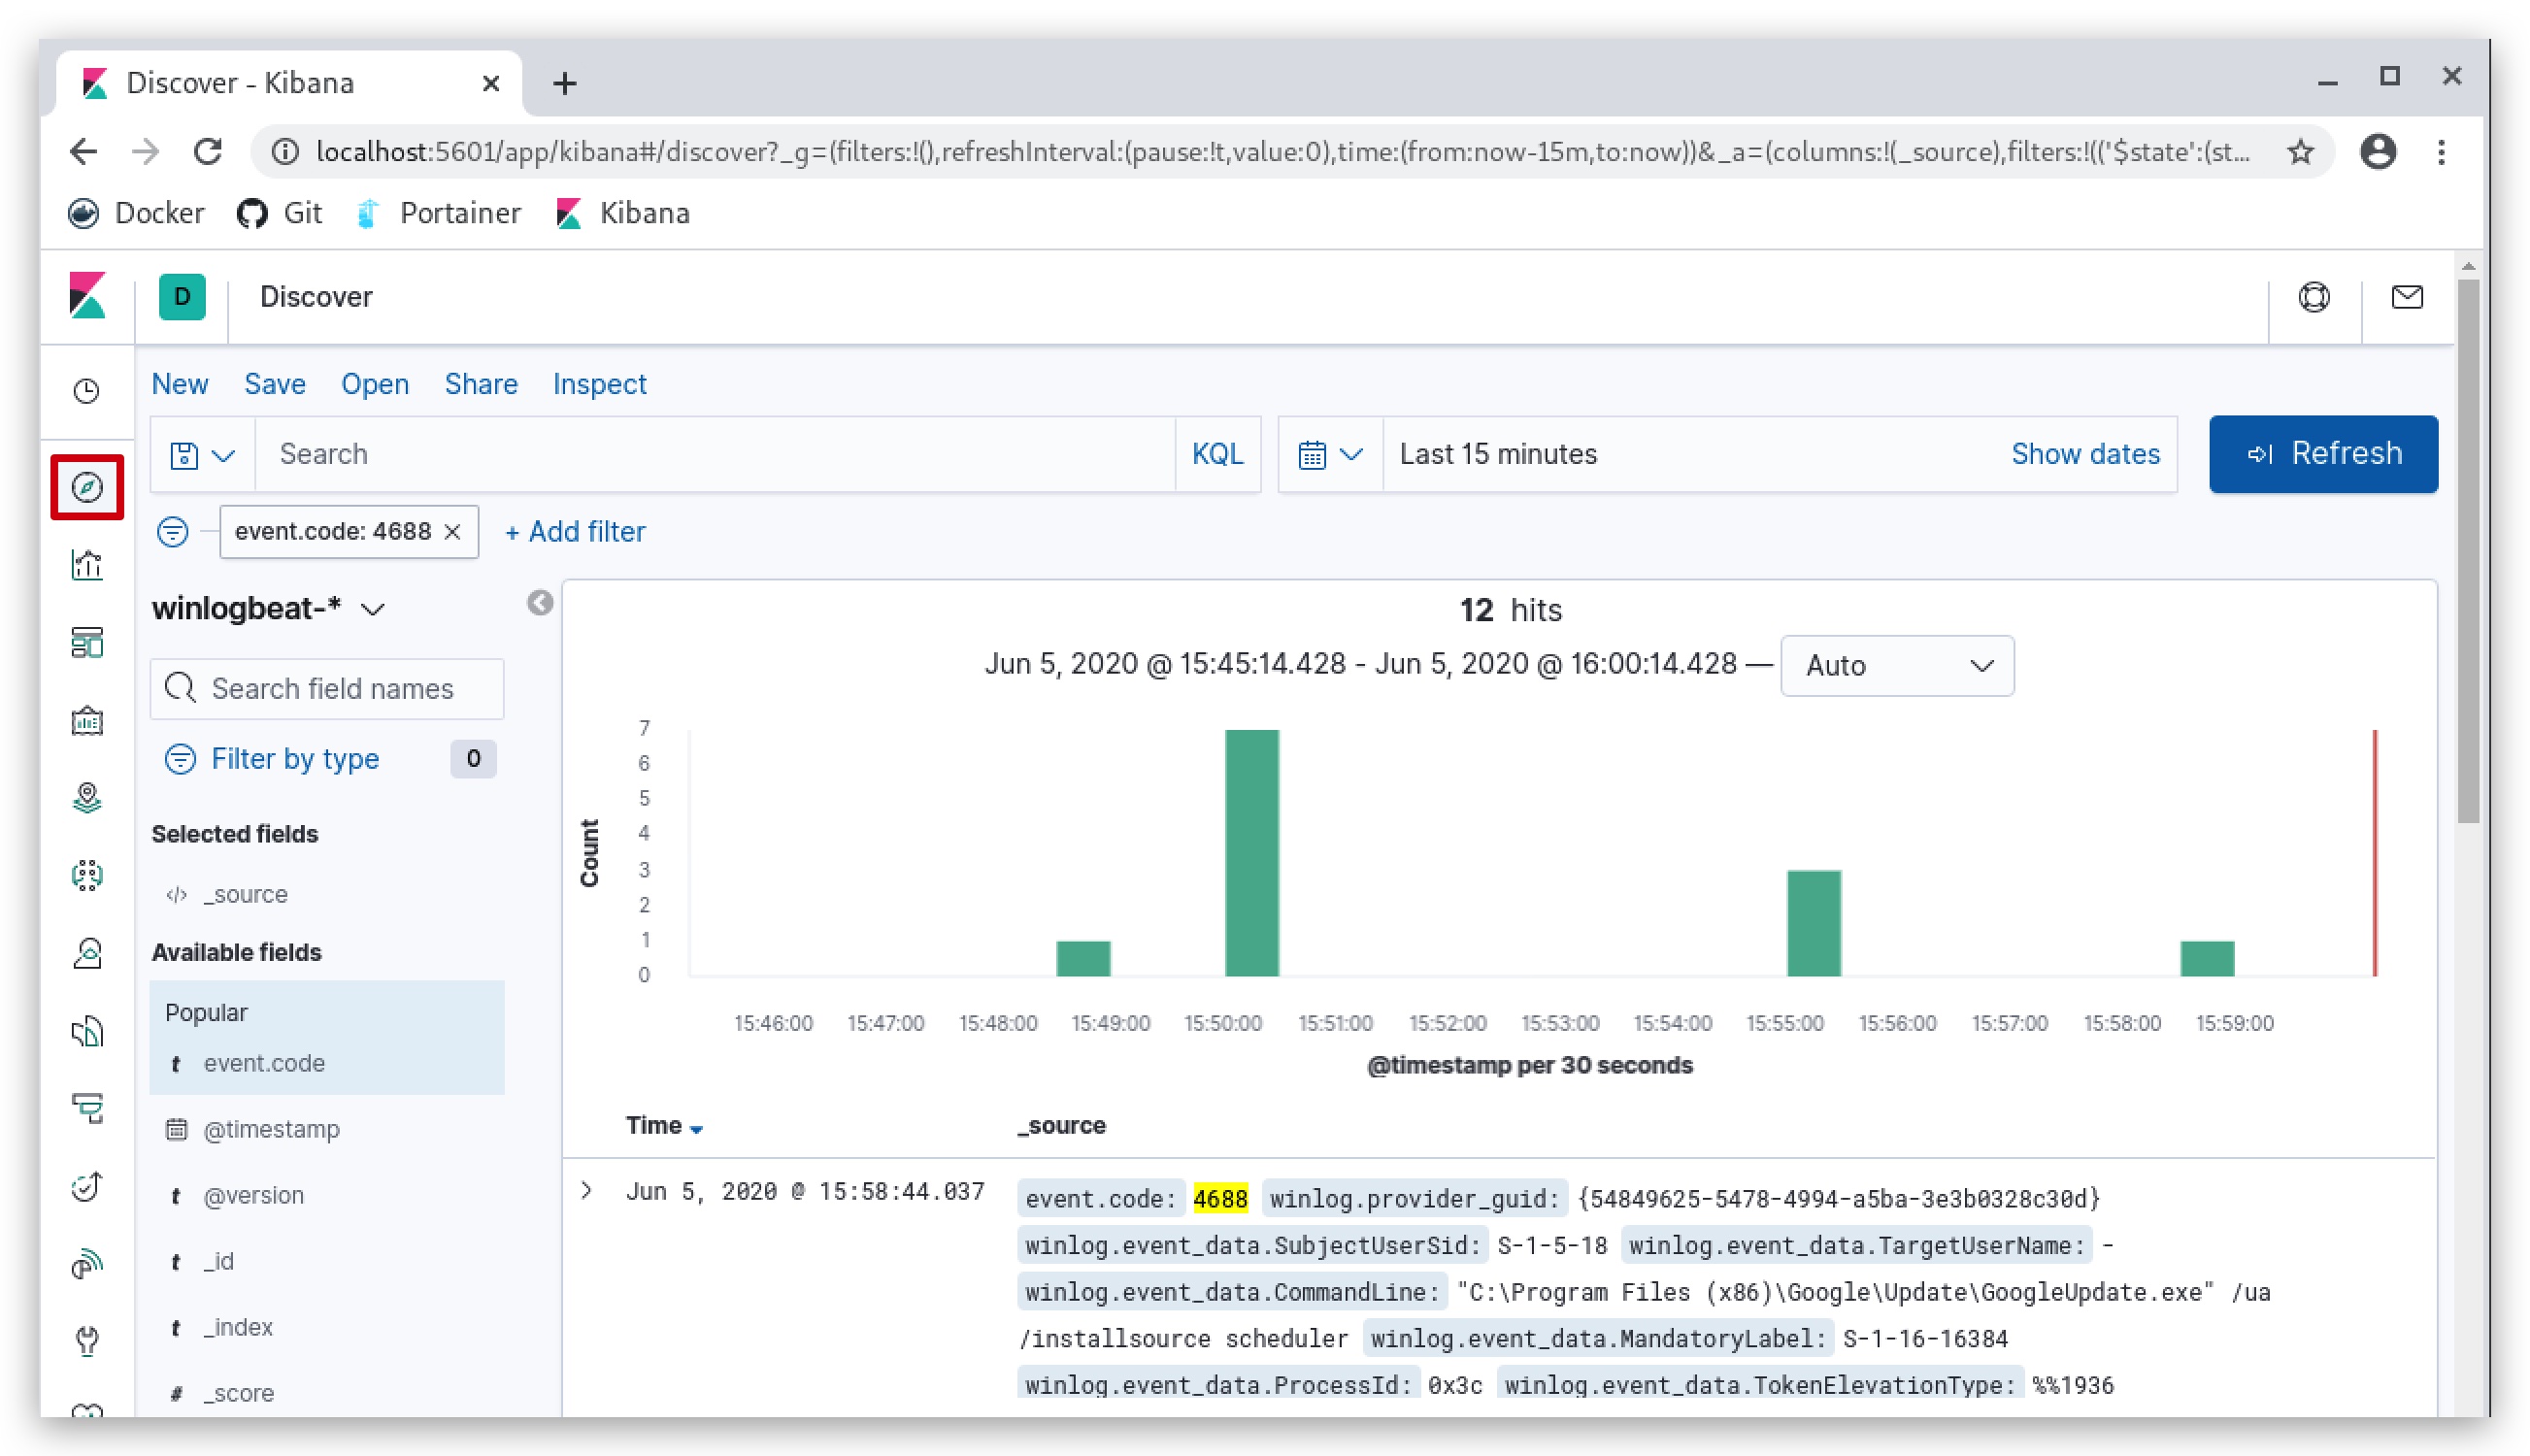 Discover - Kibana
localhost:5601/app/kibana#/discover?_g=(filters:!(),refreshInterval:(pause:!t,value:0),time:(from:now-15m,to:now))&_a=(columns:!(_source),filters:!(('$state':(st...
Docker Git Portainer Kibana
D Discover
New Save Open Share Inspect
Search KQL Last 15 minutes Show dates Refresh
event.code: 4688 + Add filter
winlogbeat-*
Search field names
Filter by type 0
Selected fields
_source
Available fields
Popular
t event.code
@timestamp
t @version
t _id
t _index
# _score
12 hits
Jun 5, 2020 @ 15:45:14.428 - Jun 5, 2020 @ 16:00:14.428 — Auto
Count
7
6
5
4
3
2
1
0
15:46:00 15:47:00 15:48:00 15:49:00 15:50:00 15:51:00 15:52:00 15:53:00 15:54:00 15:55:00 15:56:00 15:57:00 15:58:00 15:59:00
@timestamp per 30 seconds
Time _source
Jun 5, 2020 @ 15:58:44.037 event.code: 4688 winlog.provider_guid: {54849625-5478-4994-a5ba-3e3b0328c30d}
winlog.event_data.SubjectUserSid: S-1-5-18 winlog.event_data.TargetUserName: -
winlog.event_data.CommandLine: "C:\Program Files (x86)\Google\Update\GoogleUpdate.exe" /ua
/installsource scheduler winlog.event_data.MandatoryLabel: S-1-16-16384
winlog.event_data.ProcessId: 0x3c winlog.event_data.TokenElevationType: %%1936